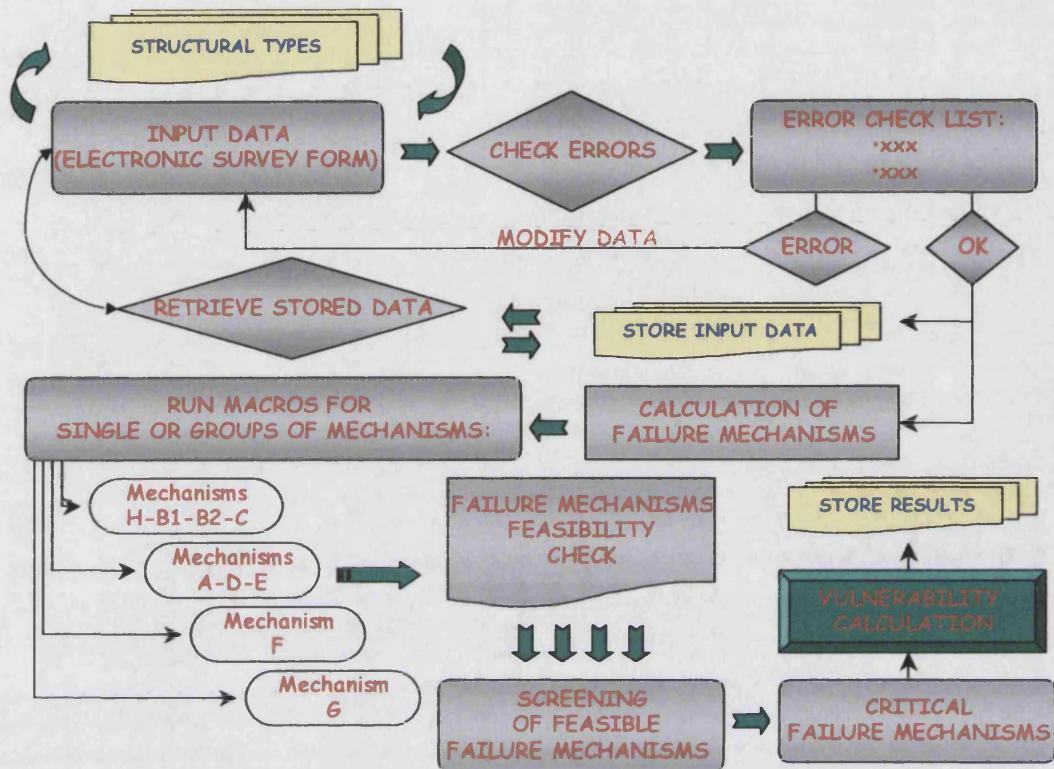 STRUCTURAL TYPES
INPUT DATA
(ELECTRONIC SURVEY FORM)
CHECK ERRORS
ERROR CHECK LIST:
•xxx
•xxx
MODIFY DATA
ERROR
OK
RETRIEVE STORED DATA
STORE INPUT DATA
RUN MACROS FOR
SINGLE OR GROUPS OF MECHANISMS:
CALCULATION OF
FAILURE MECHANISMS
Mechanisms
H-B1-B2-C
Mechanisms
A-D-E
Mechanism
F
Mechanism
G
FAILURE MECHANISMS
FEASIBILITY
CHECK
STORE RESULTS
VULNERABILITY
CALCULATION
SCREENING
OF FEASIBLE
FAILURE MECHANISMS
CRITICAL
FAILURE MECHANISMS